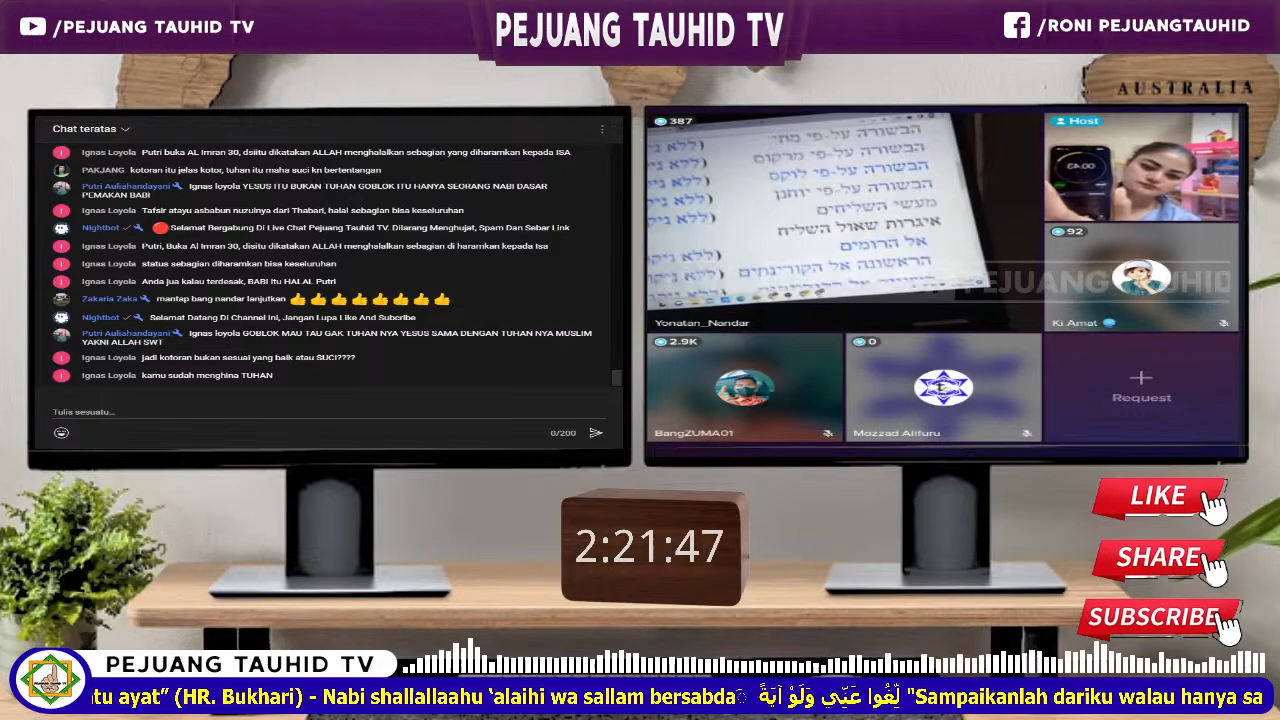 /PEJUANG TAUHID TV
PEJUANG TAUHID TV
/RONI PEJUANGTAUHID
AUSTRALIA
Chat teratas
Ignas Loyola Putri buka AL Imran 30, dsiitu dikatakan ALLAH menghalalkan sebagian yang diharamkan kepada ISA
PAKJANG kotoran itu jelas kotor, tuhan itu maha suci kn bertentangan
Putri Auliahandayani Ignas loyola YESUS ITU BUKAN TUHAN GOBLOK ITU HANYA SEORANG NABI DASAR
PEMAKAN BABI
Ignas Loyola Tafsir atayu asbabun nuzulnya dari Thabari, halal sebagian bisa keseluruhan
Nightbot 🔴Selamat Bergabung Di Live Chat Pejuang Tauhid TV. Dilarang Menghujat, Spam Dan Sebar Link
Ignas Loyola Putri, Buka Al Imran 30, disitu dikatakan ALLAH menghalalkan sebagian di haramkan kepada Isa
Ignas Loyola status sebagian diharamkan bisa keseluruhan
Ignas Loyola Anda jua kalau terdesak, BABI itu HALAL Putri
Zakaria Zaka mantap bang nandar lanjutkan 👍👍👍👍👍👍👍👍
Nightbot Selamat Datang Di Channel Ini, Jangan Lupa Like And Subcribe
Putri Auliahandayani Ignas loyola GOBLOK MAU TAU GAK TUHAN NYA YESUS SAMA DENGAN TUHAN NYA MUSLIM
YAKNI ALLAH SWT
Ignas Loyola jadi kotoran bukan sesuai yang baik atau SUCI????
Ignas Loyola kamu sudah menghina TUHAN
Tulis sesuatu...
0/200
387
הבשורה על-פי מתי
הבשורה על-פי מרקוס
הבשורה על-פי לוקס
הבשורה על-פי יוחנן
מעשי השליחים
איגרות שאול השליח
אל הרומים
הראשונה אל הקורינתים
(ללא
(ללא
(ללא
(ללא
(ללא
Yonatan_Nandar
Host
92
PEJUANG TAUHID
Ki Amat
2.9K
BangZUMA01
0
Mozzad Alifuru
Request
LIKE
SHARE
SUBSCRIBE
2:21:47
PEJUANG TAUHID TV
ayat” (HR. Bukhari) - Nabi shallallaahu ‘alaihi wa sallam bersabda لِّغُوا عَنِّي وَلَوْ آيَةً "Sampaikanlah dariku walau hanya sa